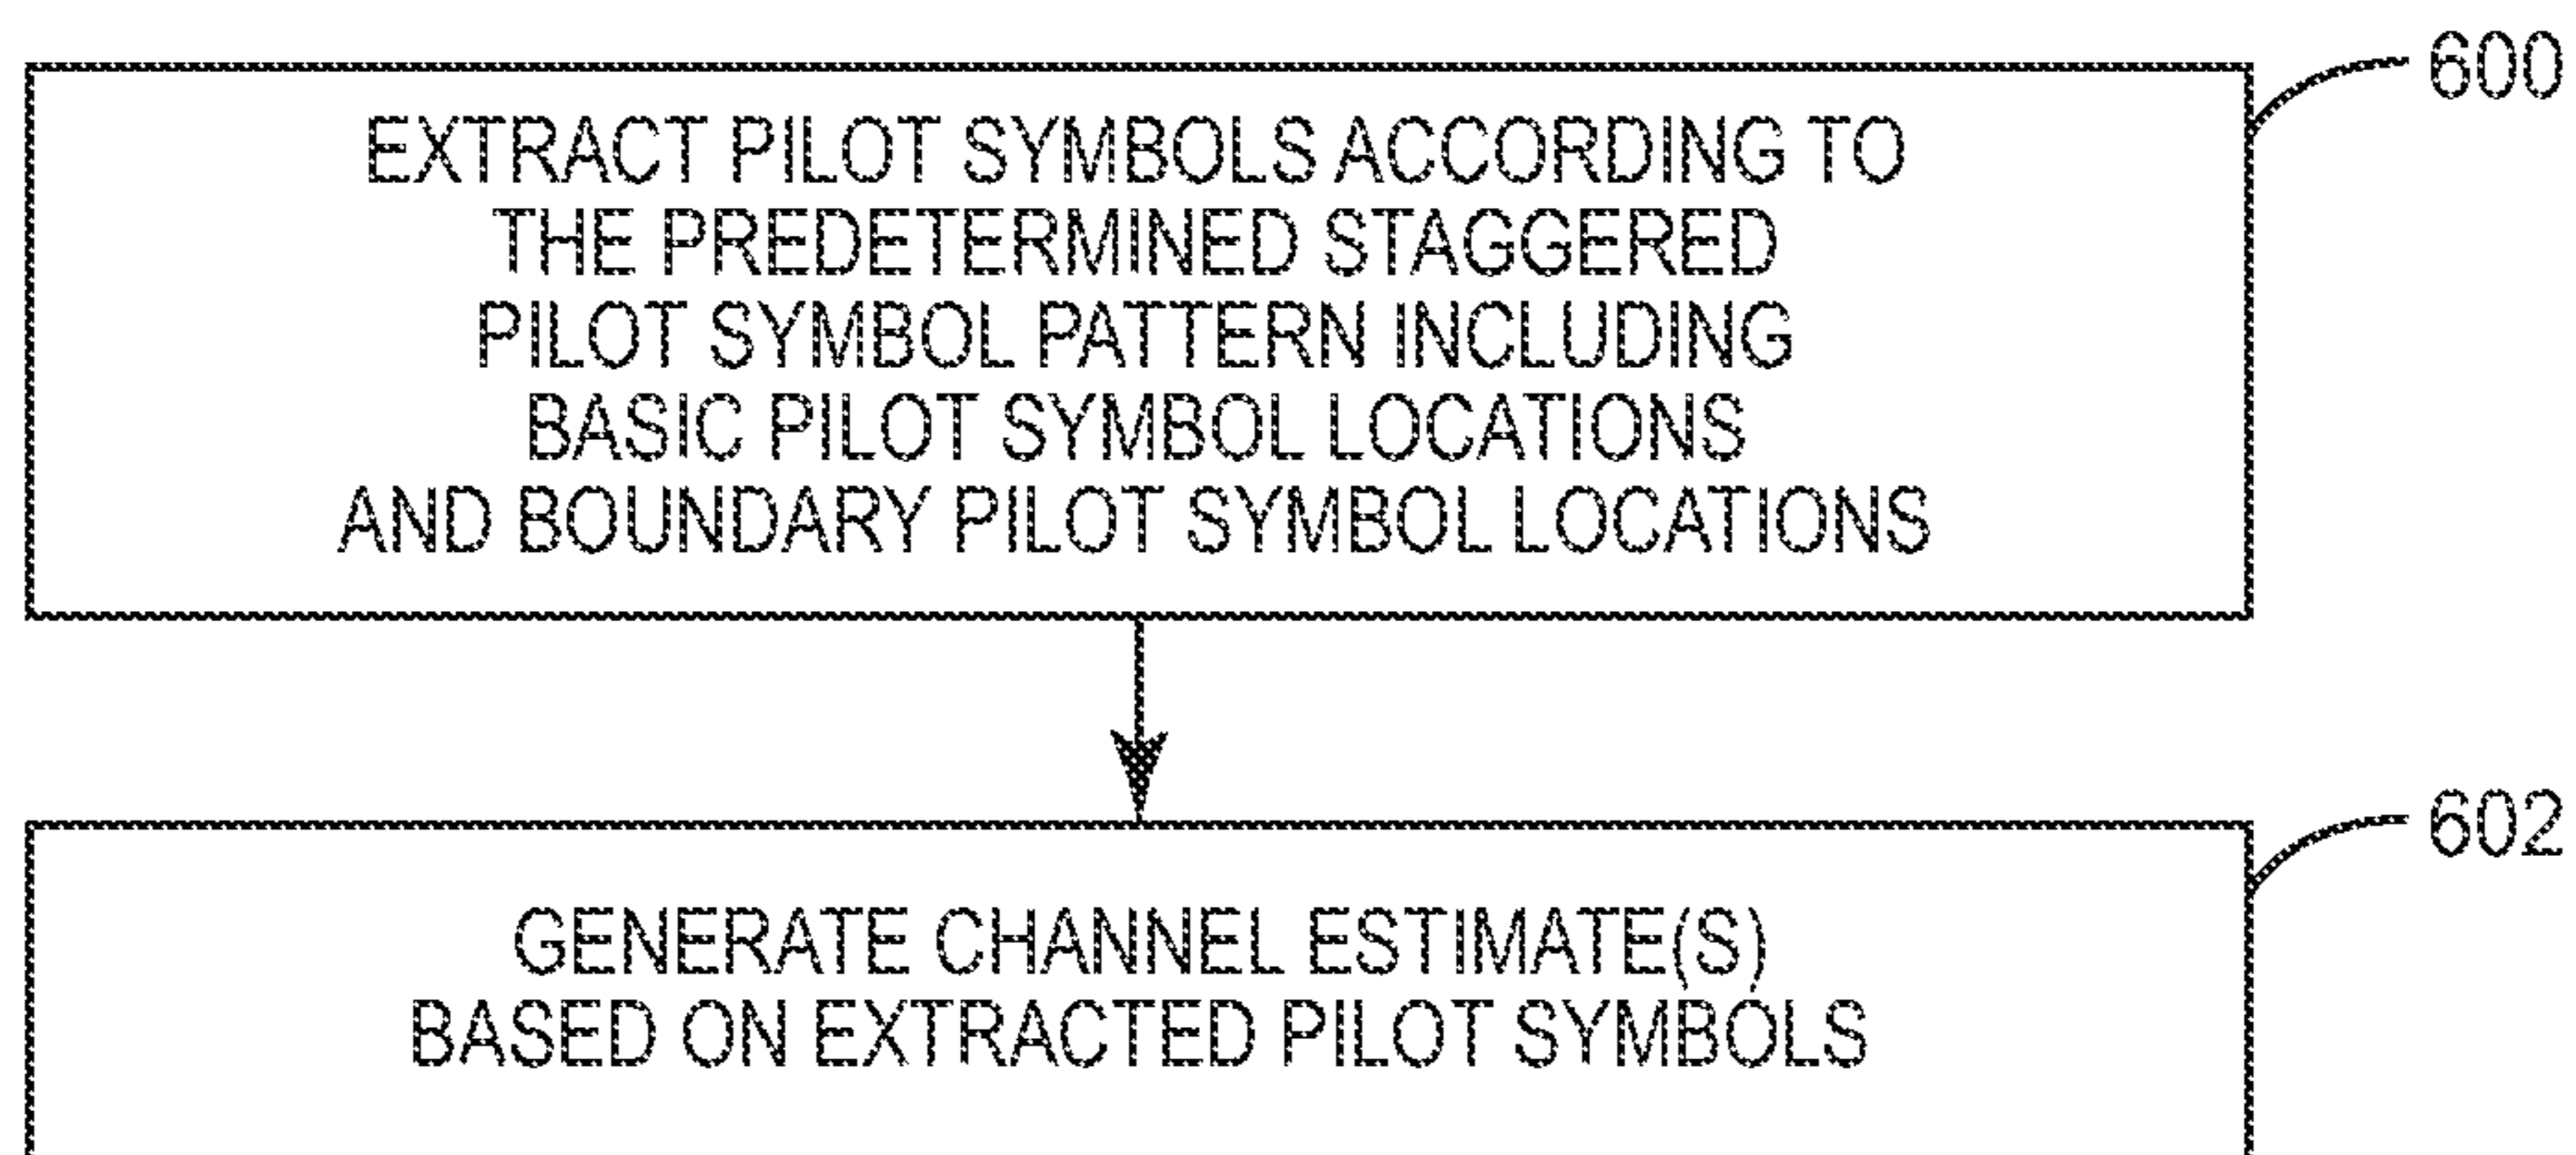 600
EXTRACT PILOT SYMBOLS ACCORDING TO
THE PREDETERMINED STAGGERED
PILOT SYMBOL PATTERN INCLUDING
BASIC PILOT SYMBOL LOCATIONS
AND BOUNDARY PILOT SYMBOL LOCATIONS
602
GENERATE CHANNEL ESTIMATE(S)
BASED ON EXTRACTED PILOT SYMBOLS